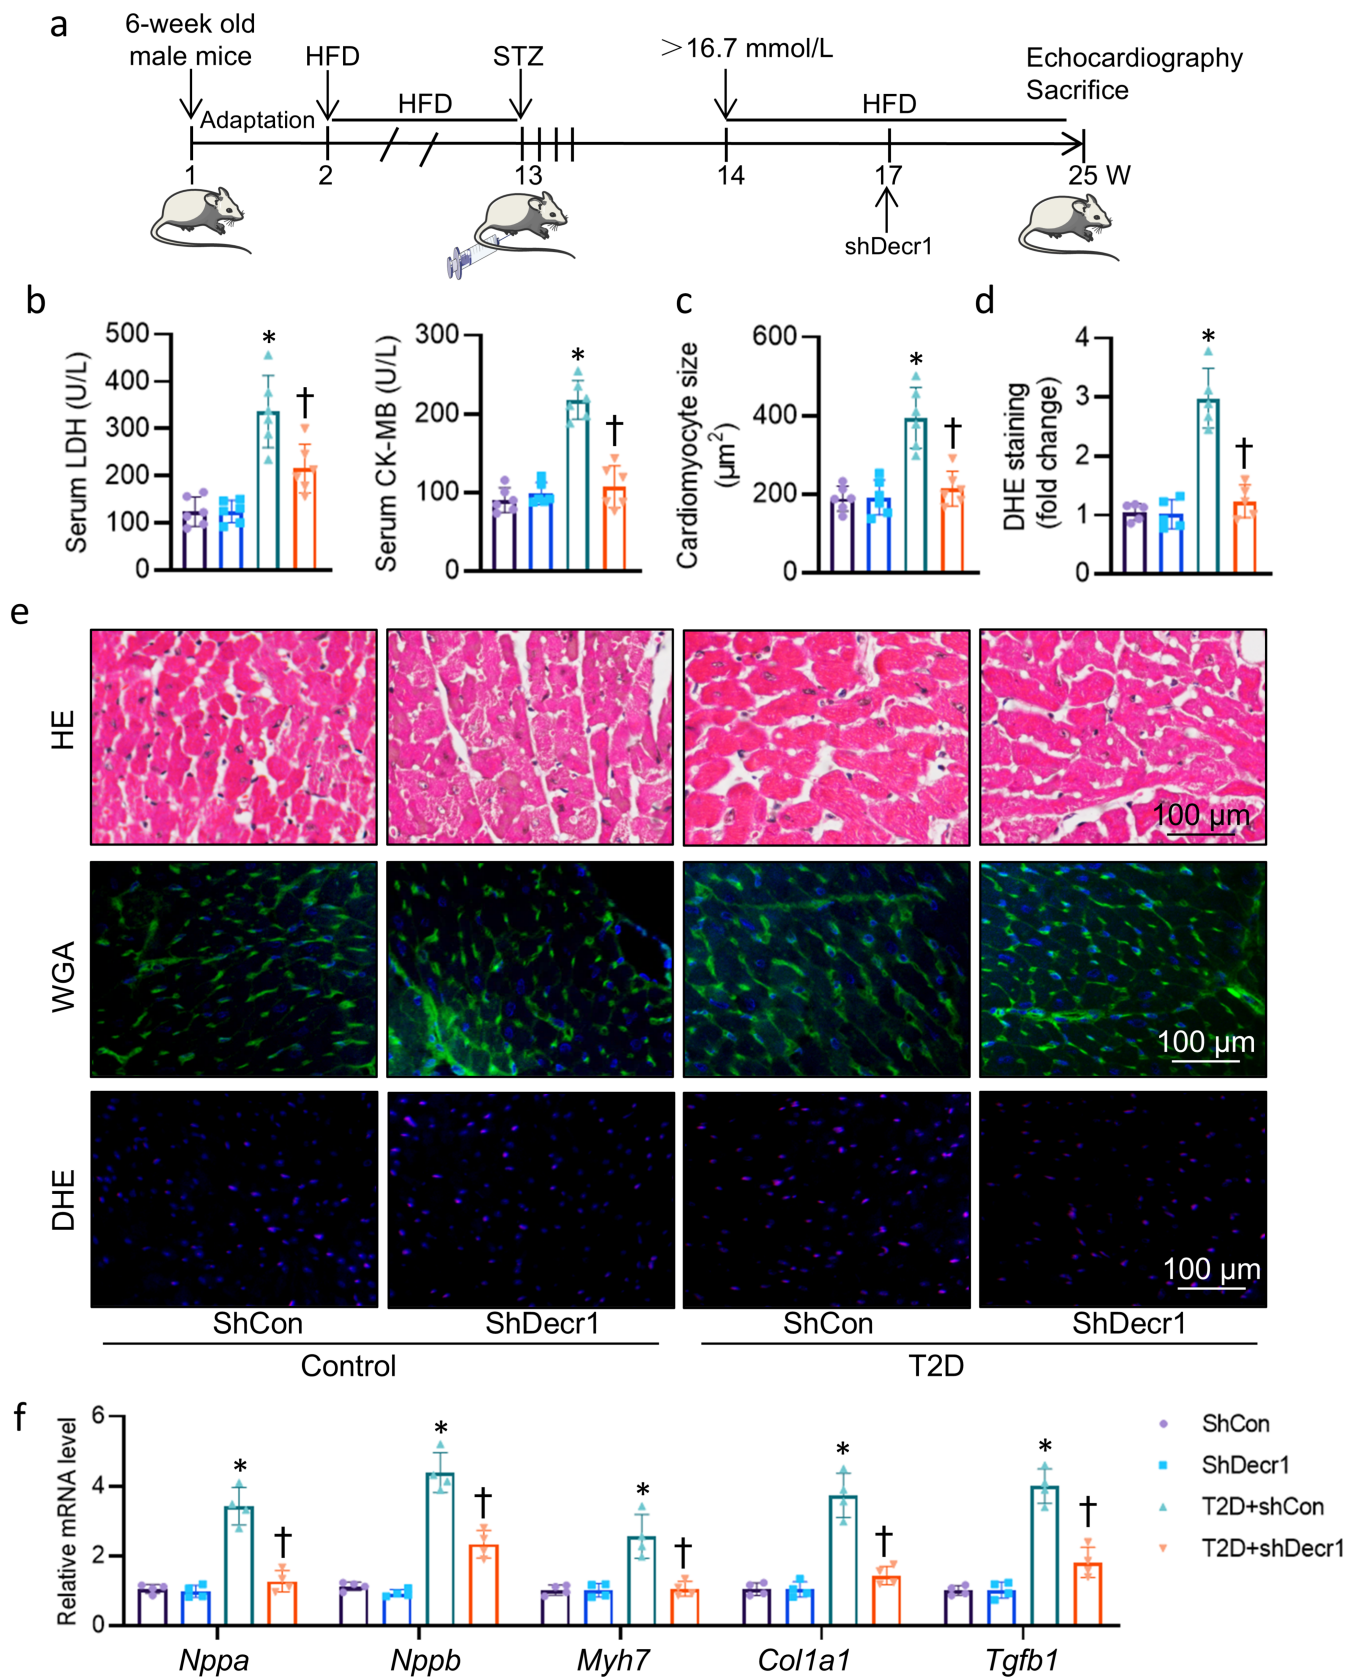 a
6-week old
male mice
HFD
STZ
>16.7 mmol/L
Echocardiography
Sacrifice
Adaptation
HFD
HFD
1
2
13
14
17
25 W
shDecr1
b
c
d
Serum LDH (U/L)
500
400
300
200
100
0
*
†
Serum CK-MB (U/L)
300
200
100
0
*
†
Cardiomyocyte size
(µm²)
600
400
200
0
*
†
DHE staining
(fold change)
4
3
2
1
0
*
†
e
HE
100 µm
WGA
100 µm
DHE
100 µm
ShCon
ShDecr1
ShCon
ShDecr1
Control
T2D
f
Relative mRNA level
6
4
2
0
*
†
*
†
*
†
*
†
*
†
Nppa
Nppb
Myh7
Col1a1
Tgfb1
ShCon
ShDecr1
T2D+shCon
T2D+shDecr1